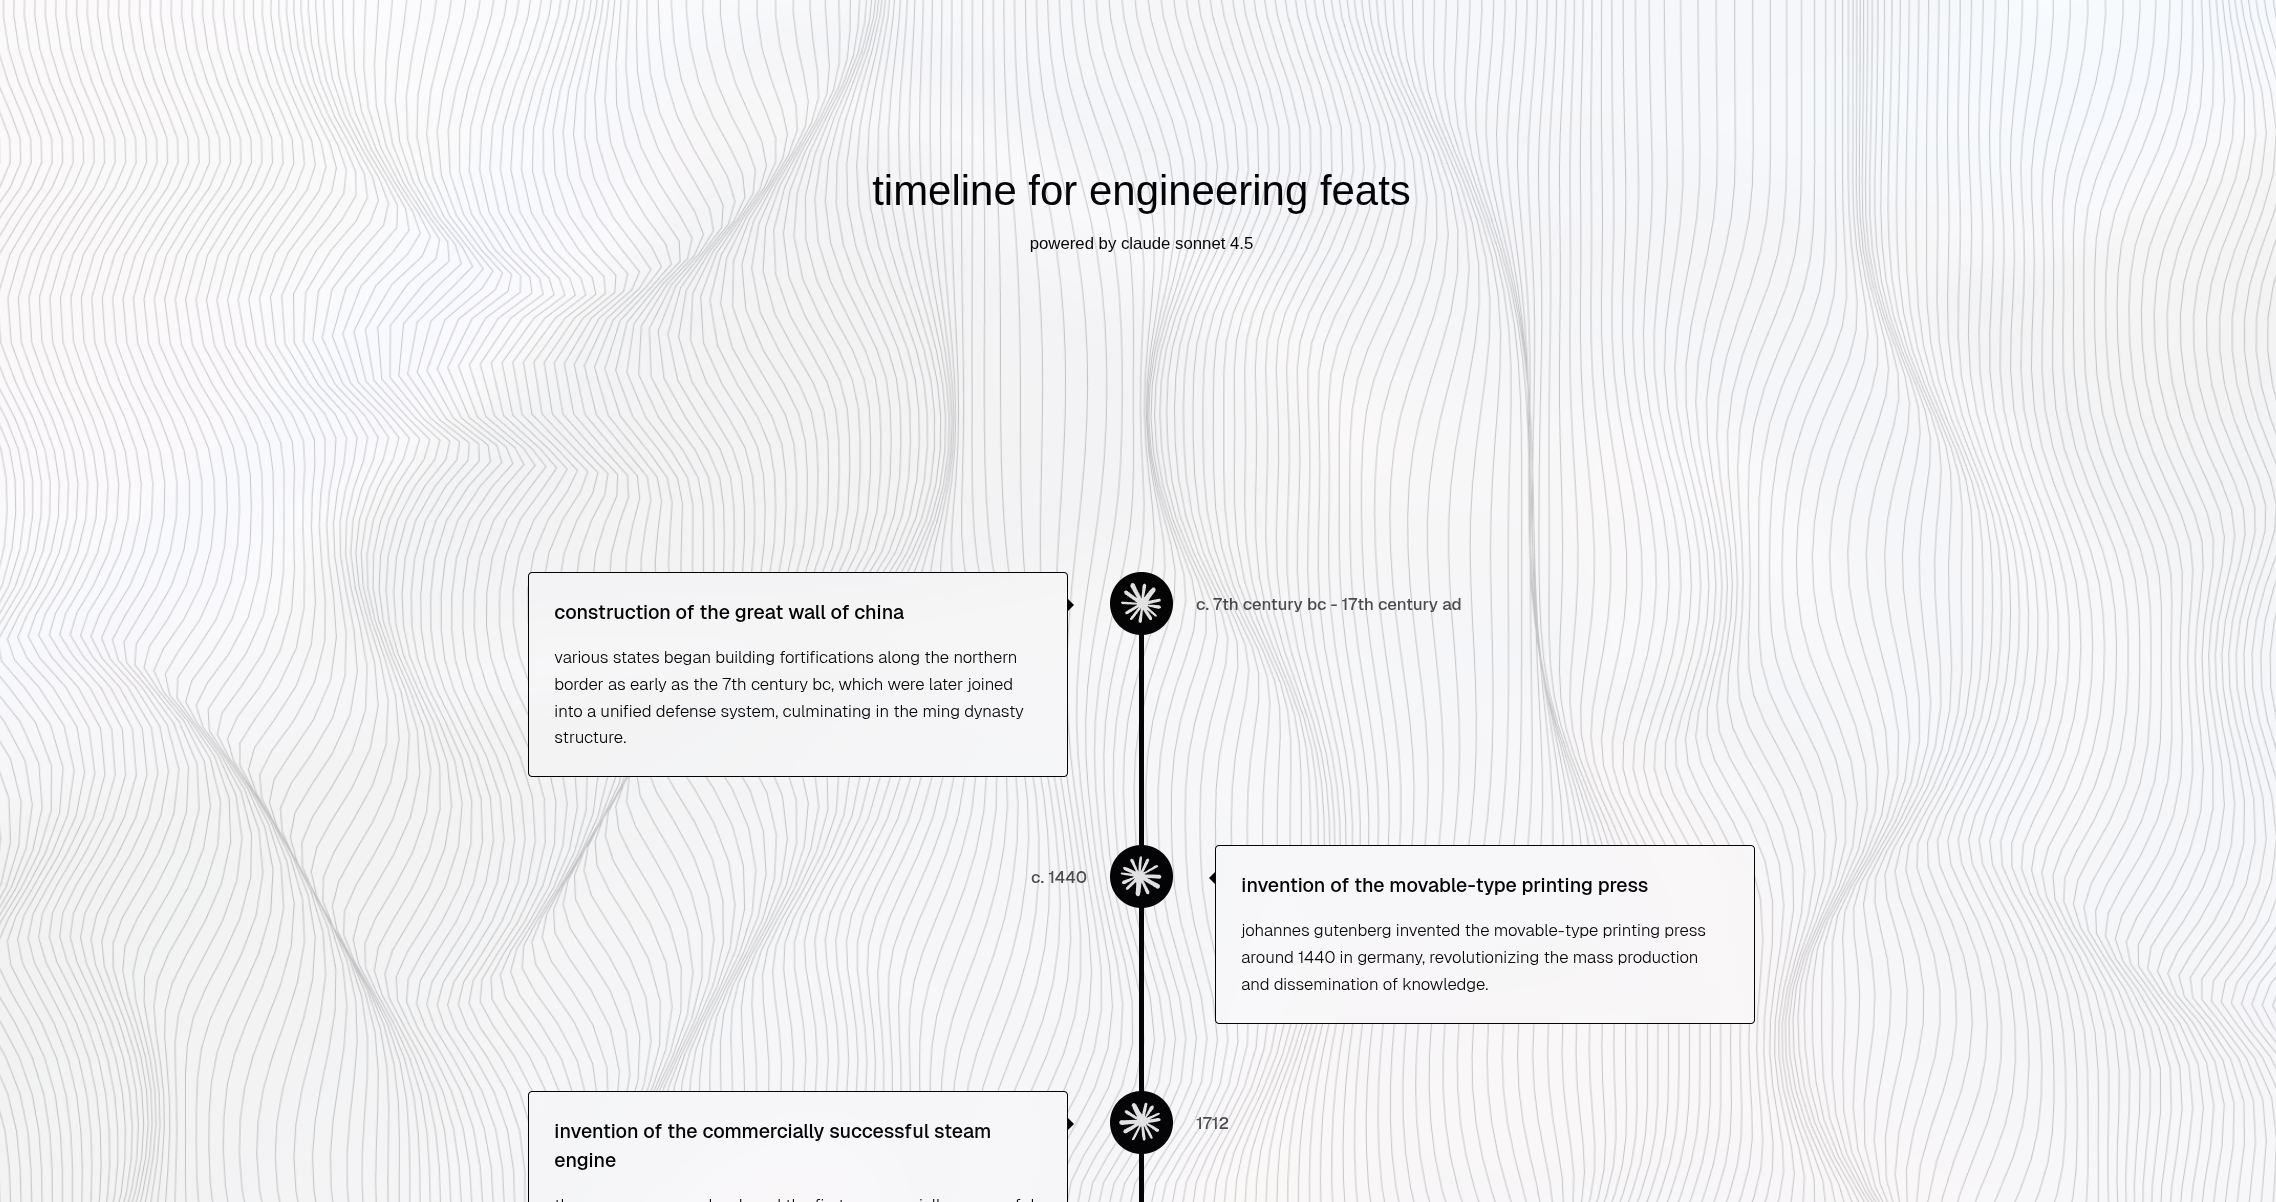 timeline for engineering feats
powered by claude sonnet 4.5
construction of the great wall of china
c. 7th century bc - 17th century ad
various states began building fortifications along the northern
border as early as the 7th century bc, which were later joined
into a unified defense system, culminating in the ming dynasty
structure.
c. 1440
invention of the movable-type printing press
johannes gutenberg invented the movable-type printing press
around 1440 in germany, revolutionizing the mass production
and dissemination of knowledge.
invention of the commercially successful steam
engine
1712